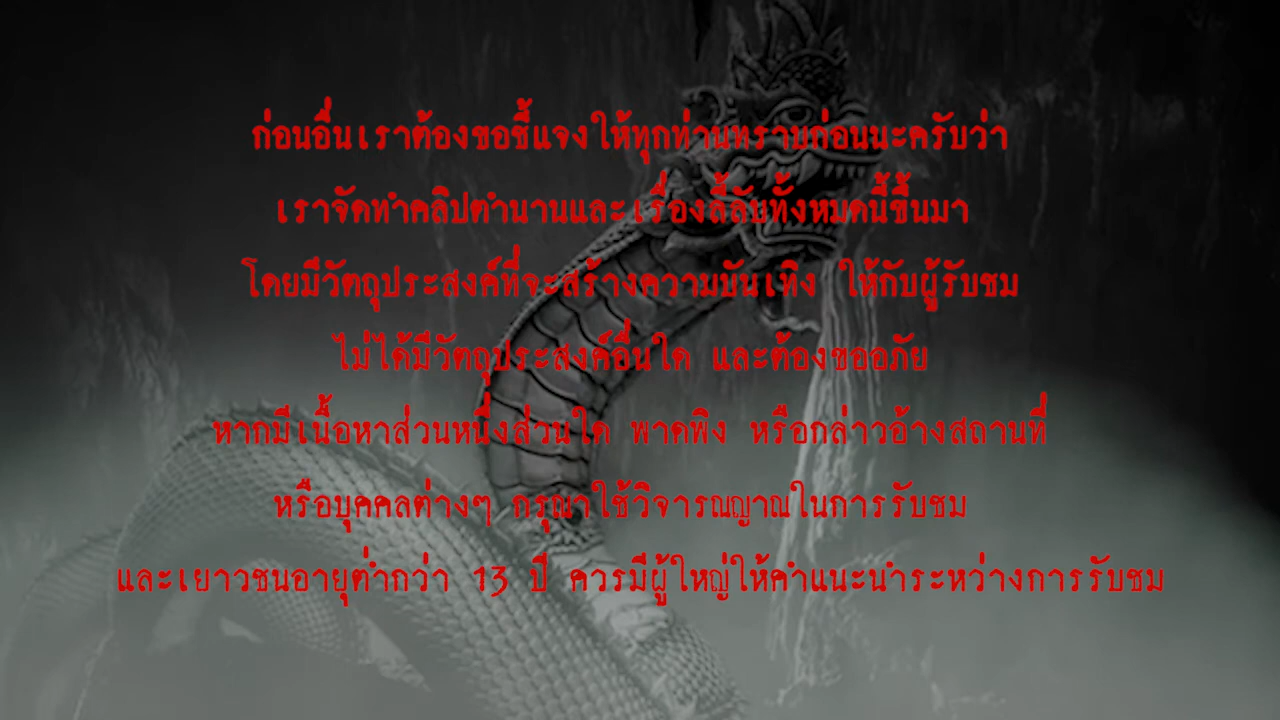 ก่อนอื่นเราต้องขอชี้แจงให้ทุกท่านทราบก่อนนะครับว่า
เราจัดทำคลิปตำนานและเรื่องลี้ลับทั้งหมดนี้ขึ้นมา
โดยมีวัตถุประสงค์ที่จะสร้างความบันเทิง ให้กับผู้รับชม
ไม่ได้มีวัตถุประสงค์อื่นใด และต้องขออภัย
หากมีเนื้อหาส่วนหนึ่งส่วนใด พาดพิง หรือกล่าวอ้างสถานที่
หรือบุคคลต่างๆ กรุณาใช้วิจารณญาณในการรับชม
และเยาวชนอายุต่ำกว่า 13 ปี ควรมีผู้ใหญ่ให้คำแนะนำระหว่างการรับชม